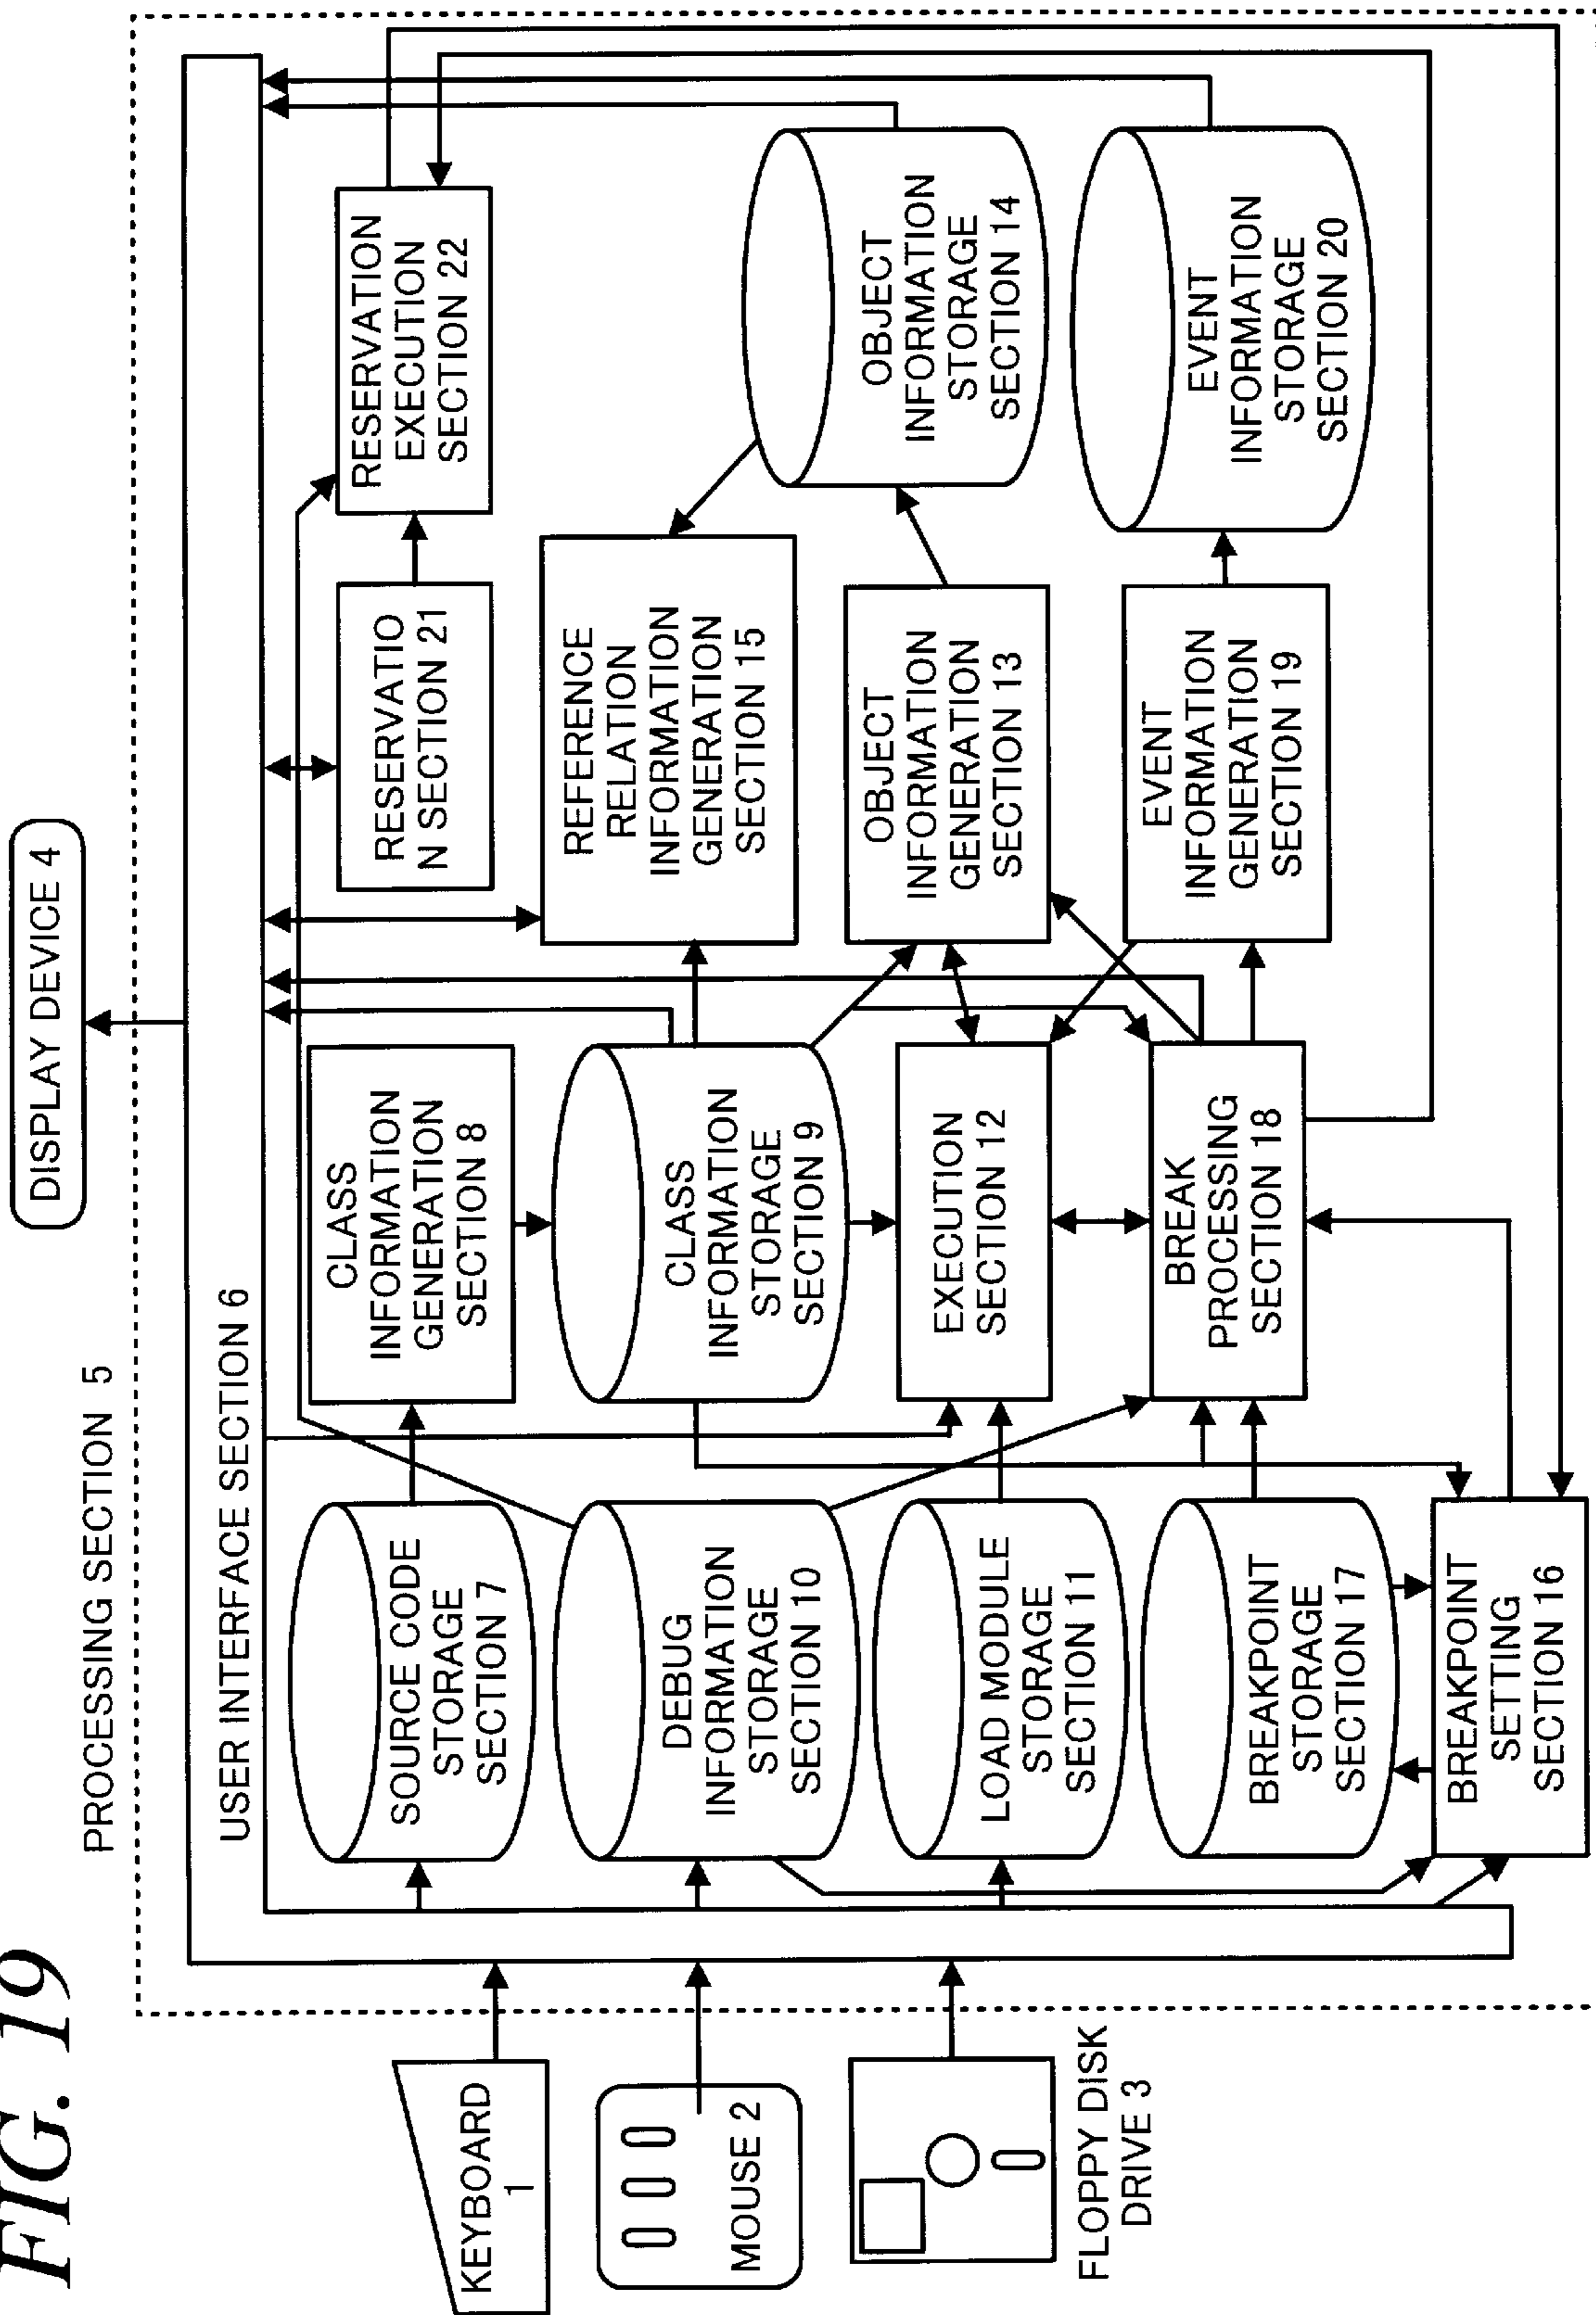 FIG. 19
PROCESSING SECTION 5
DISPLAY DEVICE 4
USER INTERFACE SECTION 6
KEYBOARD
1
MOUSE 2
FLOPPY DISK
DRIVE 3
SOURCE CODE
STORAGE
SECTION 7
DEBUG
INFORMATION
STORAGE
SECTION 10
LOAD MODULE
STORAGE
SECTION 11
BREAKPOINT
STORAGE
SECTION 17
BREAKPOINT
SETTING
SECTION 16
CLASS
INFORMATION
GENERATION
SECTION 8
CLASS
INFORMATION
STORAGE
SECTION 9
EXECUTION
SECTION 12
BREAK
PROCESSING
SECTION 18
RESERVATIO
N SECTION 21
REFERENCE
RELATION
INFORMATION
GENERATION
SECTION 15
OBJECT
INFORMATION
GENERATION
SECTION 13
EVENT
INFORMATION
GENERATION
SECTION 19
RESERVATION
EXECUTION
SECTION 22
OBJECT
INFORMATION
STORAGE
SECTION 14
EVENT
INFORMATION
STORAGE
SECTION 20